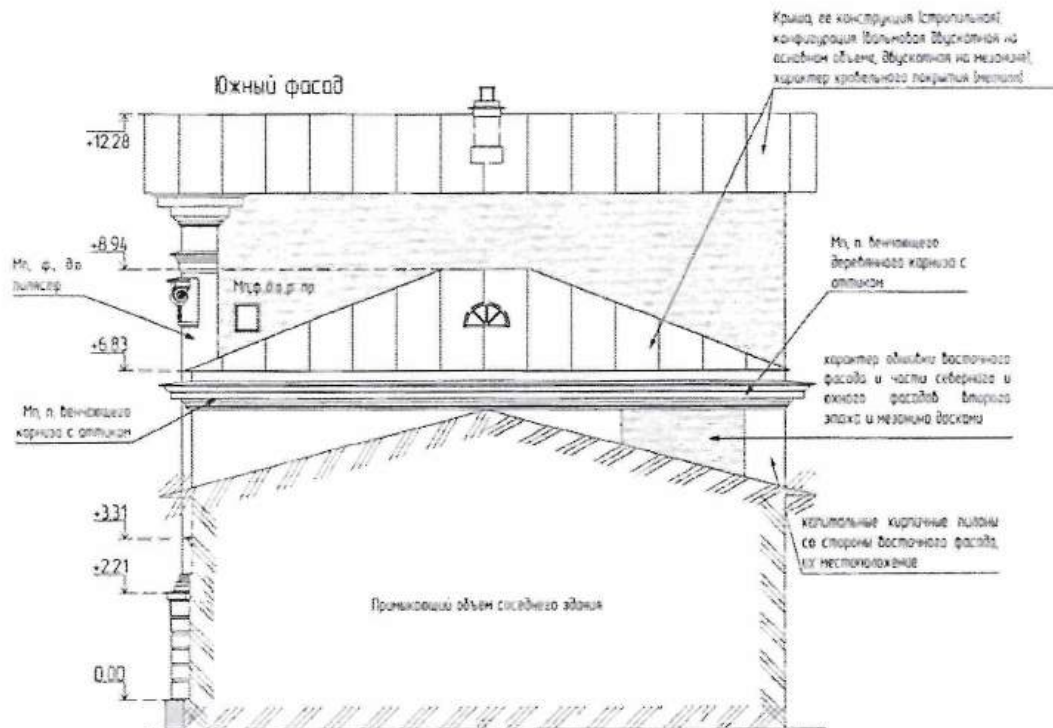 Южный фасад
Крыша, ее конструкция (стропильная),
конфигурация (вальмовая двускатная на
основном объеме, двускатная на мезонине),
характер кровельного покрытия (металл)
+12.28
+8.94
Мп, ф., до
пилястр
Мп, п. венчающего
деревянного карниза с
аттиком
+6.83
характер обшивки восточного
фасада и части северного и
южного фасадов второго
этажа и мезонина досками
Мп, п. венчающего
карниза с аттиком
+3.31
капитальные кирпичные пилоны
со стороны восточного фасада,
их местоположение
+2.21
Примыкающий объем соседнего здания
0.00